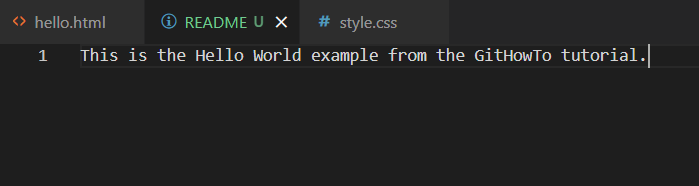 <> hello.html README U × # style.css
1 This is the Hello World example from the GitHowTo tutorial.